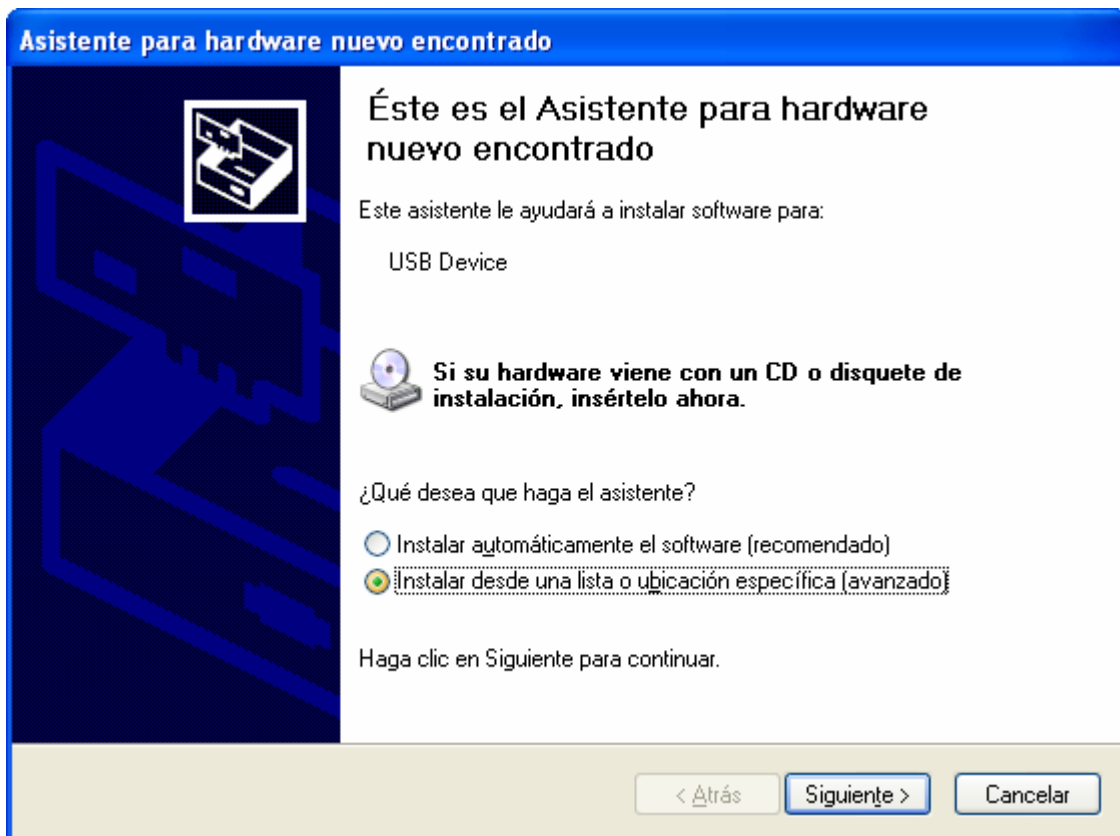 Asistente para hardware nuevo encontrado
Éste es el Asistente para hardware
nuevo encontrado
Este asistente le ayudará a instalar software para:
USB Device
Si su hardware viene con un CD o disquete de
instalación, insértelo ahora.
¿Qué desea que haga el asistente?
Instalar automáticamente el software (recomendado)
Instalar desde una lista o ubicación específica (avanzado)
Haga clic en Siguiente para continuar.
< Atrás Siguiente > Cancelar